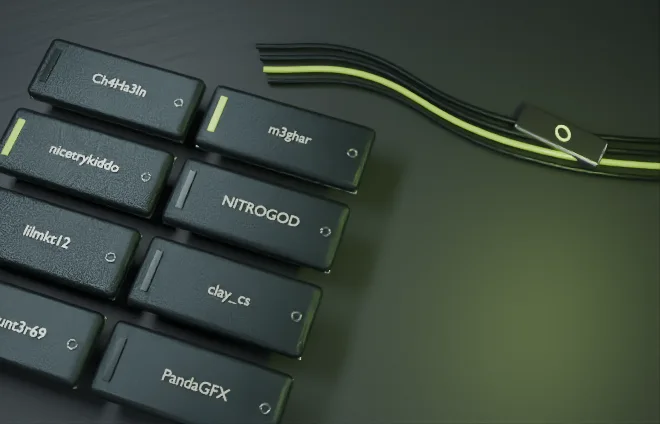 Ch4Ha3ln
m3ghar
nicetrykiddo
NITROGOD
lilmkt12
clay_cs
unt3r69
PandaGFX